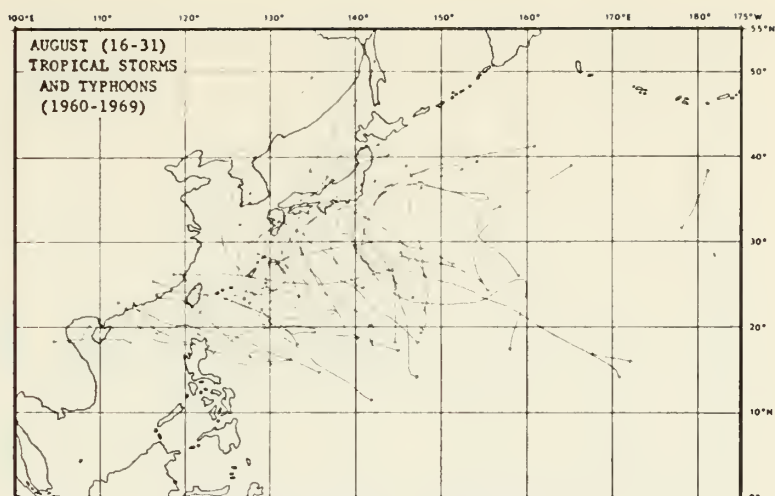 100°E 110° 120° 130° 140° 150° 160° 170° 175°W
55°N
AUGUST (16-31)
TROPICAL STORMS
AND TYPHOONS
(1960-1969)
50°
40°
30°
20°
10°